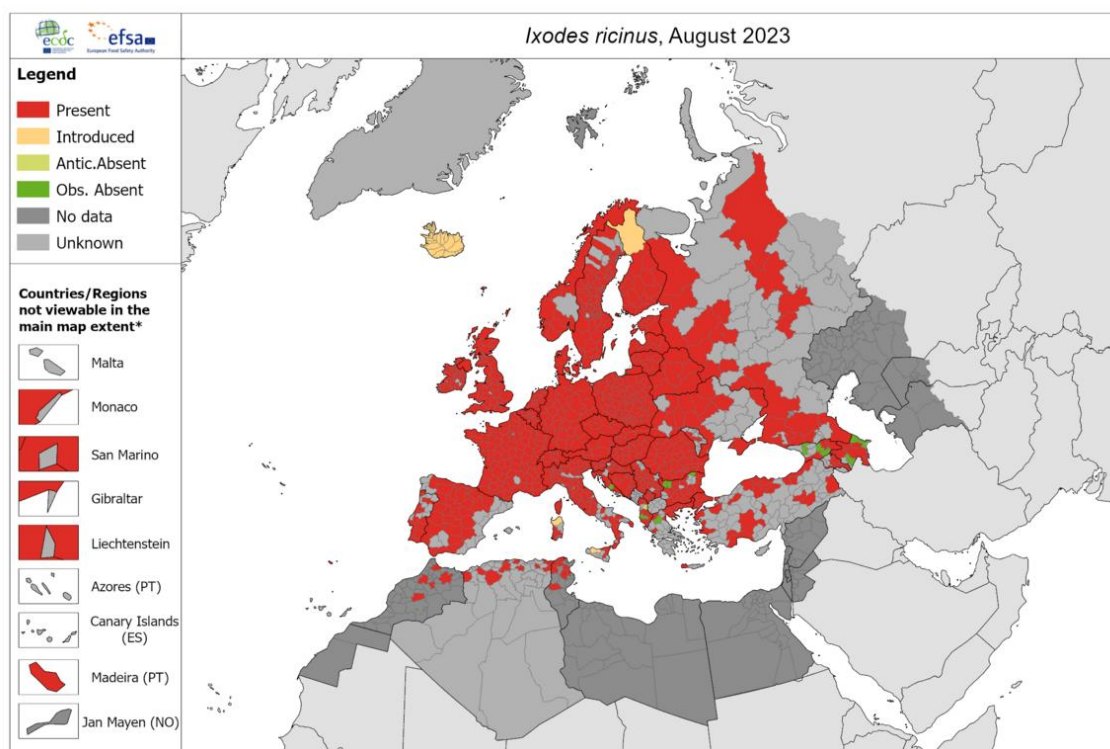 ecdc
efsa
European Food Safety Authority
Ixodes ricinus, August 2023
Legend
Present
Introduced
Antic.Absent
Obs. Absent
No data
Unknown
Countries/Regions
not viewable in the
main map extent*
Malta
Monaco
San Marino
Gibraltar
Liechtenstein
Azores (PT)
Canary Islands
(ES)
Madeira (PT)
Jan Mayen (NO)